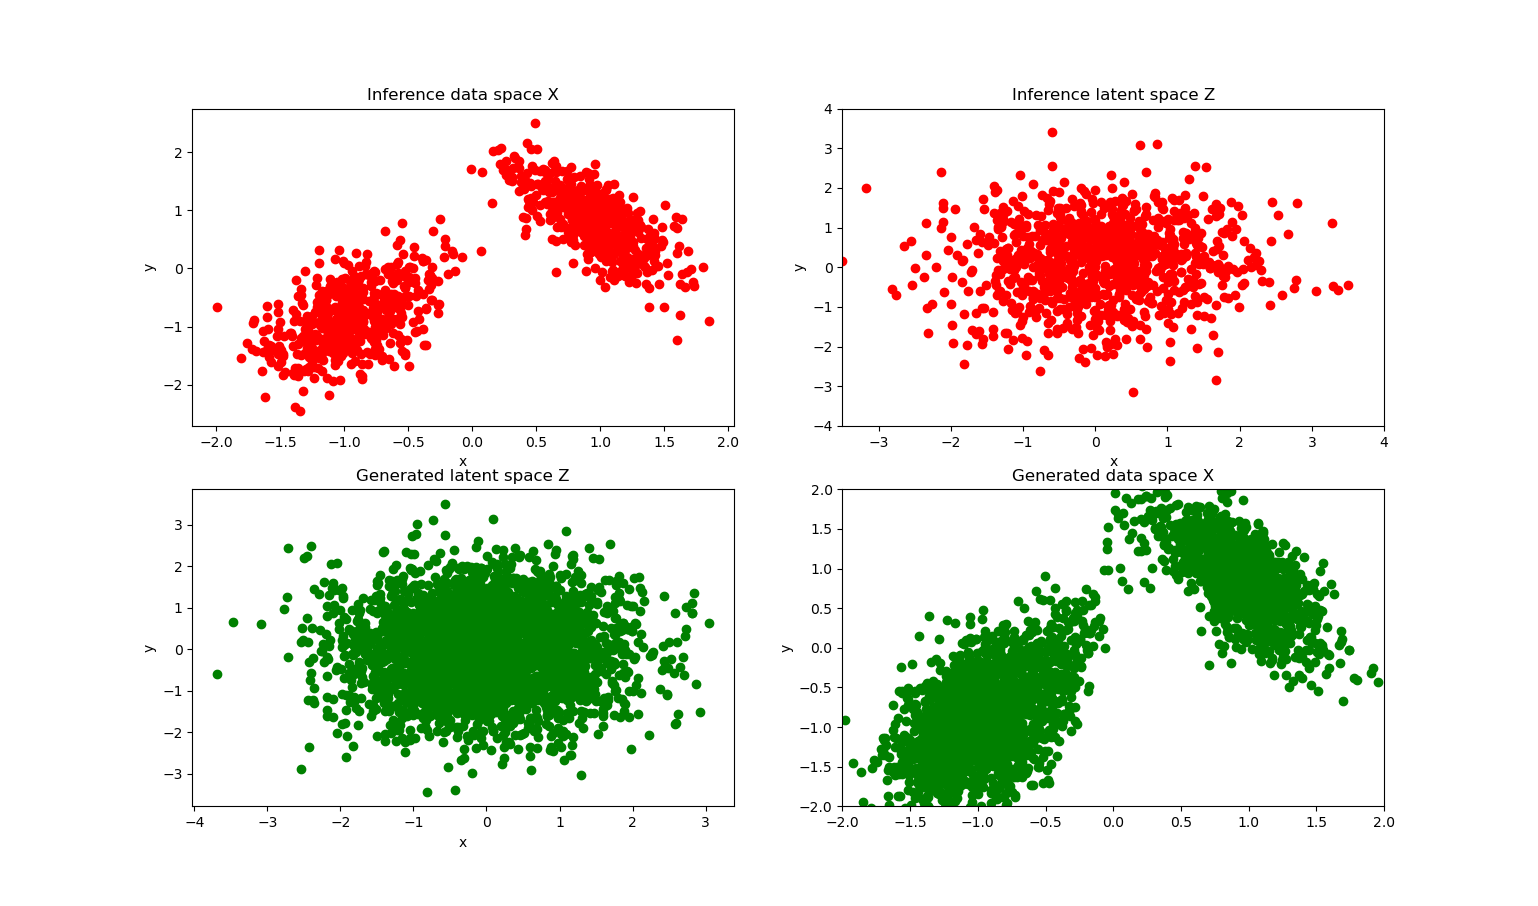 Inference data space X
Inference latent space Z
y
2
1
0
−1
−2
−2.0 −1.5 −1.0 −0.5 0.0 0.5 1.0 1.5 2.0
x
y
4
3
2
1
0
−1
−2
−3
−4
−3 −2 −1 0 1 2 3 4
x
Generated latent space Z
Generated data space X
y
3
2
1
0
−1
−2
−3
−4 −3 −2 −1 0 1 2 3
x
y
2.0
1.5
1.0
0.5
0.0
−0.5
−1.0
−1.5
−2.0
−2.0 −1.5 −1.0 −0.5 0.0 0.5 1.0 1.5 2.0